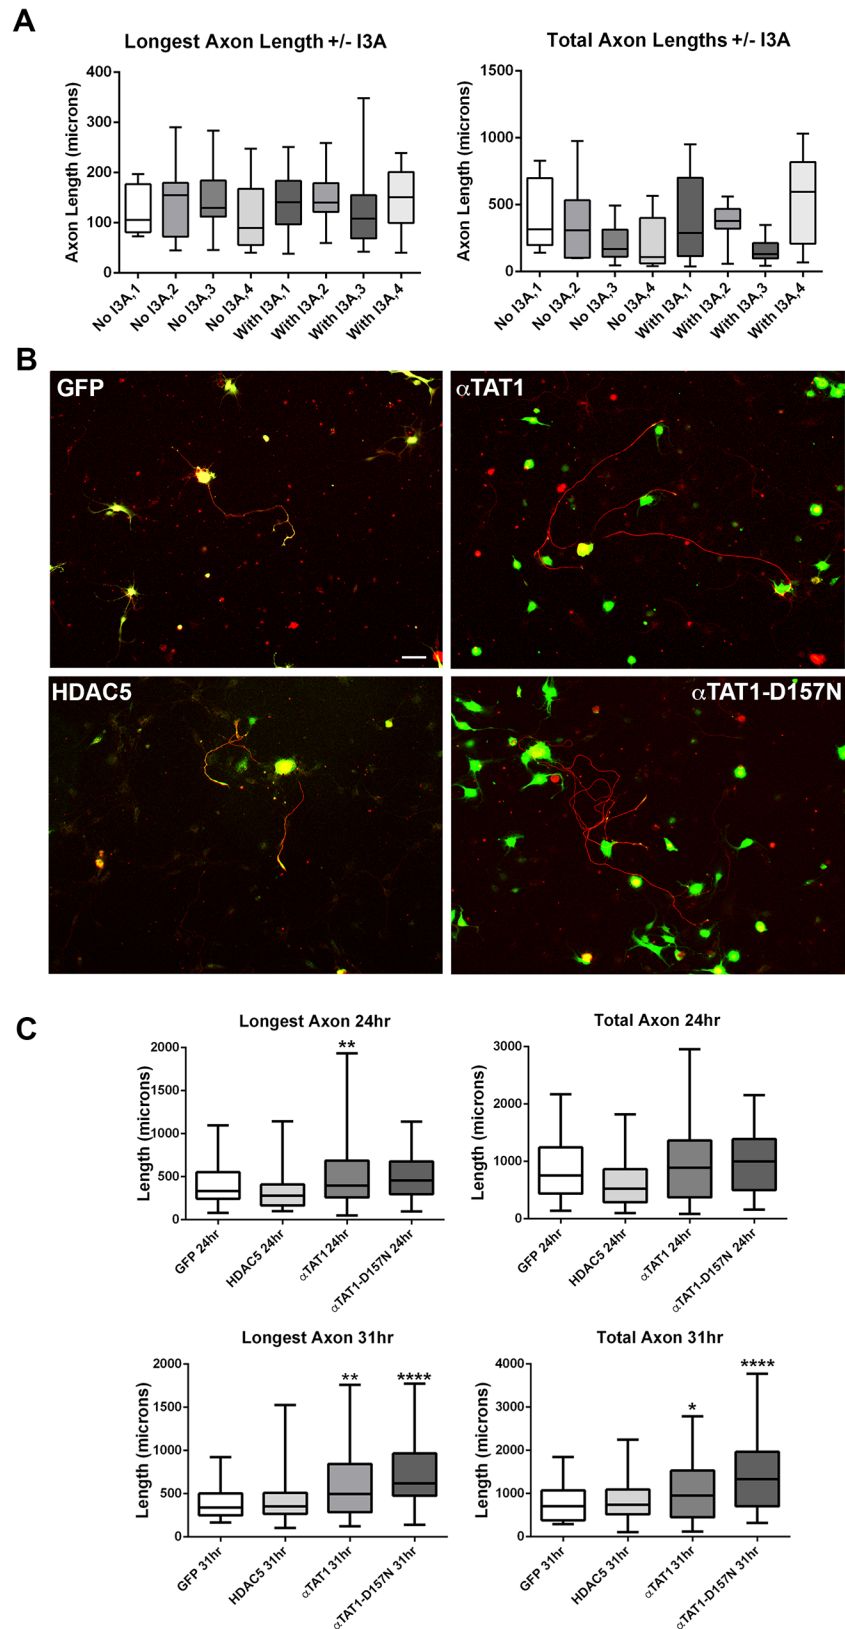 A
Longest Axon Length +/- I3A
Axon Length (microns)
400
300
200
100
0
No I3A,1
No I3A,2
No I3A,3
No I3A,4
With I3A,1
With I3A,2
With I3A,3
With I3A,4
Total Axon Lengths +/- I3A
Axon Length (microns)
1500
1000
500
0
No I3A,1
No I3A,2
No I3A,3
No I3A,4
With I3A,1
With I3A,2
With I3A,3
With I3A,4
B
GFP
αTAT1
HDAC5
αTAT1-D157N
C
Longest Axon 24hr
Length (microns)
2000
1500
1000
500
0
**
GFP 24hr
HDAC5 24hr
αTAT1 24hr
αTAT1-D157N 24hr
Total Axon 24hr
Length (microns)
3000
2000
1000
0
GFP 24hr
HDAC5 24hr
αTAT1 24hr
αTAT1-D157N 24hr
Longest Axon 31hr
Length (microns)
2000
1500
1000
500
0
**
****
GFP 31hr
HDAC5 31hr
αTAT1 31hr
αTAT1-D157N 31hr
Total Axon 31hr
Length (microns)
4000
3000
2000
1000
0
*
****
GFP 31hr
HDAC5 31hr
αTAT1 31hr
αTAT1-D157N 31hr